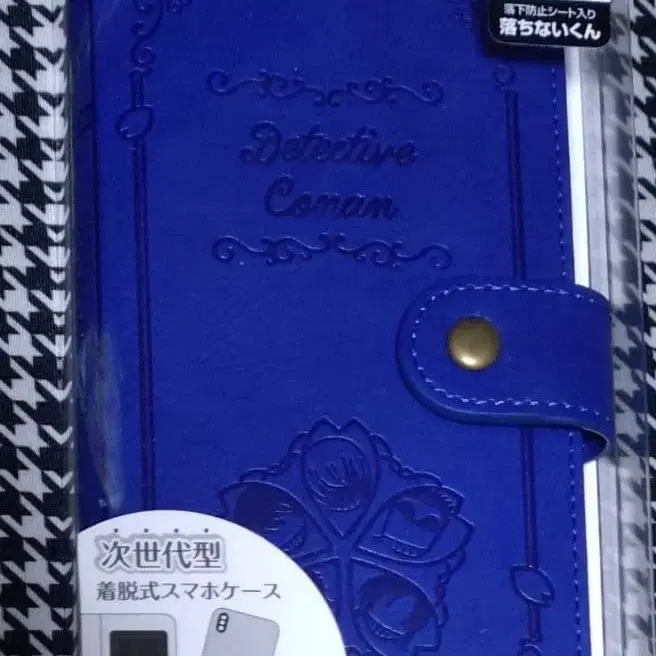 落下防止シート入り
落ちないくん
Detective
Conan
次世代型
着脱式スマホケース